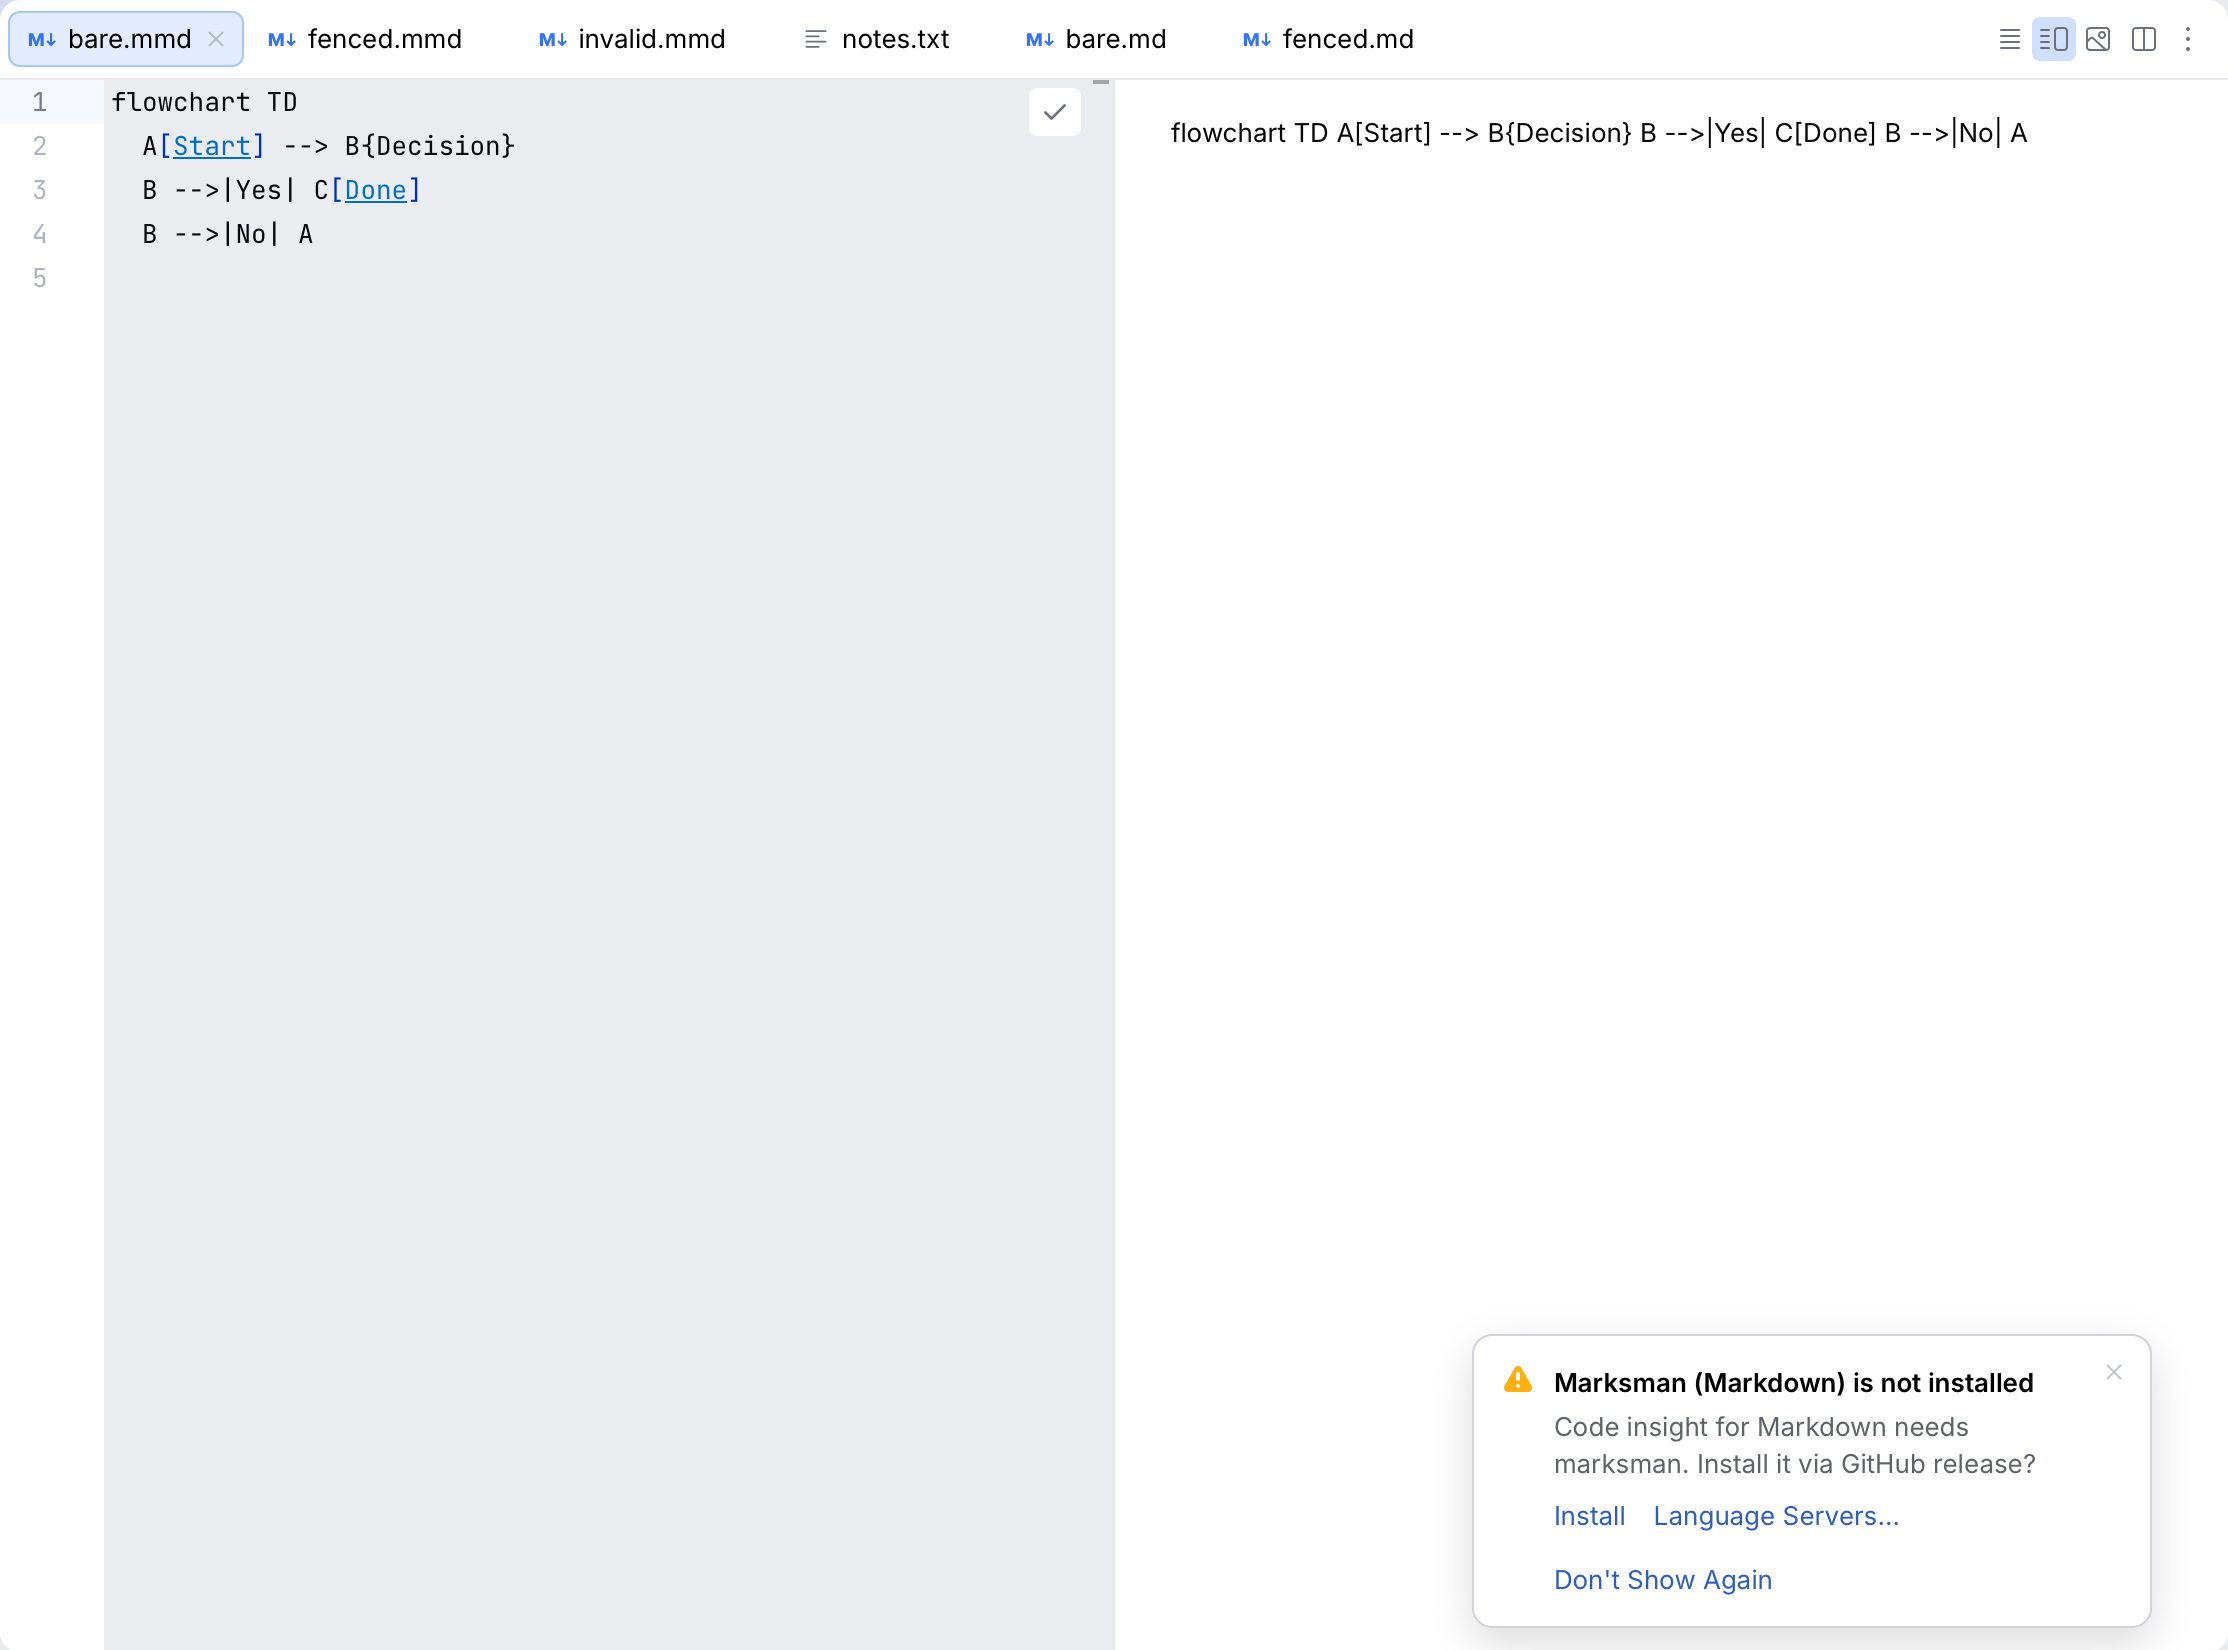 M↓ bare.mmd
M↓ fenced.mmd
M↓ invalid.mmd
notes.txt
M↓ bare.md
M↓ fenced.md
1 flowchart TD
2 A[Start] --> B{Decision}
3 B -->|Yes| C[Done]
4 B -->|No| A
5
flowchart TD A[Start] --> B{Decision} B -->|Yes| C[Done] B -->|No| A
Marksman (Markdown) is not installed
Code insight for Markdown needs
marksman. Install it via GitHub release?
Install Language Servers...
Don't Show Again